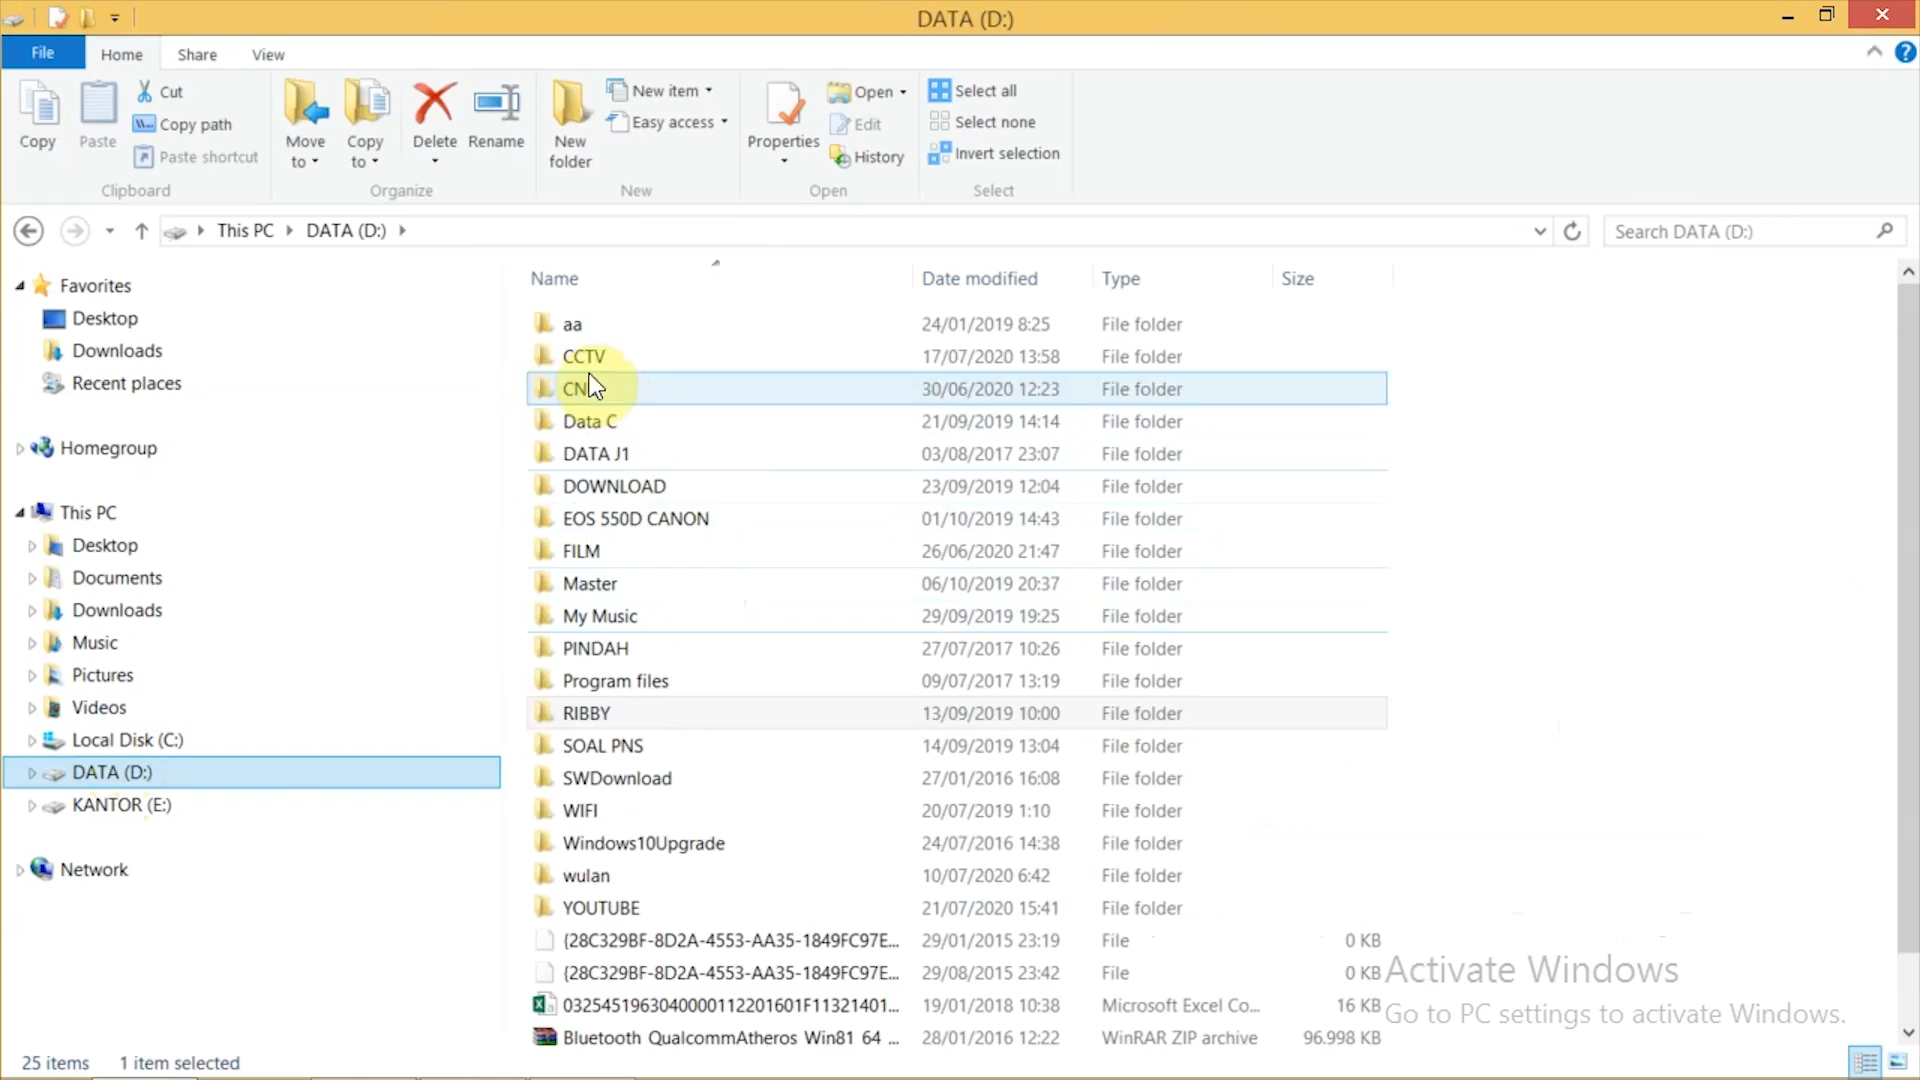 DATA (D:)
File Home Share View
Copy
Paste
Cut
Copy path
Paste shortcut
Clipboard
Move to
Copy to
Delete
Rename
Organize
New folder
New item
Easy access
New
Properties
Open
Edit
History
Open
Select all
Select none
Invert selection
Select
This PC DATA (D:)
Search DATA (D:)
Favorites
Desktop
Downloads
Recent places
Homegroup
This PC
Desktop
Documents
Downloads
Music
Pictures
Videos
Local Disk (C:)
DATA (D:)
KANTOR (E:)
Network
Name Date modified Type Size
aa 24/01/2019 8:25 File folder
CCTV 17/07/2020 13:58 File folder
30/06/2020 12:23 File folder
Data C 21/09/2019 14:14 File folder
DATA J1 03/08/2017 23:07 File folder
DOWNLOAD 23/09/2019 12:04 File folder
EOS 550D CANON 01/10/2019 14:43 File folder
FILM 26/06/2020 21:47 File folder
Master 06/10/2019 20:37 File folder
My Music 29/09/2019 19:25 File folder
PINDAH 27/07/2017 10:26 File folder
Program files 09/07/2017 13:19 File folder
RIBBY 13/09/2019 10:00 File folder
SOAL PNS 14/09/2019 13:04 File folder
SWDownload 27/01/2016 16:08 File folder
WIFI 20/07/2019 1:10 File folder
Windows10Upgrade 24/07/2016 14:38 File folder
wulan 10/07/2020 6:42 File folder
YOUTUBE 21/07/2020 15:41 File folder
{28C329BF-8D2A-4553-AA35-1849FC97E... 29/01/2015 23:19 File 0 KB
{28C329BF-8D2A-4553-AA35-1849FC97E... 29/08/2015 23:42 File 0 KB
0325451963040000112201601F11321401... 19/01/2018 10:38 Microsoft Excel Co... 16 KB
Bluetooth QualcommAtheros Win81 64 ... 28/01/2016 12:22 WinRAR ZIP archive 96.998 KB
Activate Windows
Go to PC settings to activate Windows.
25 items 1 item selected